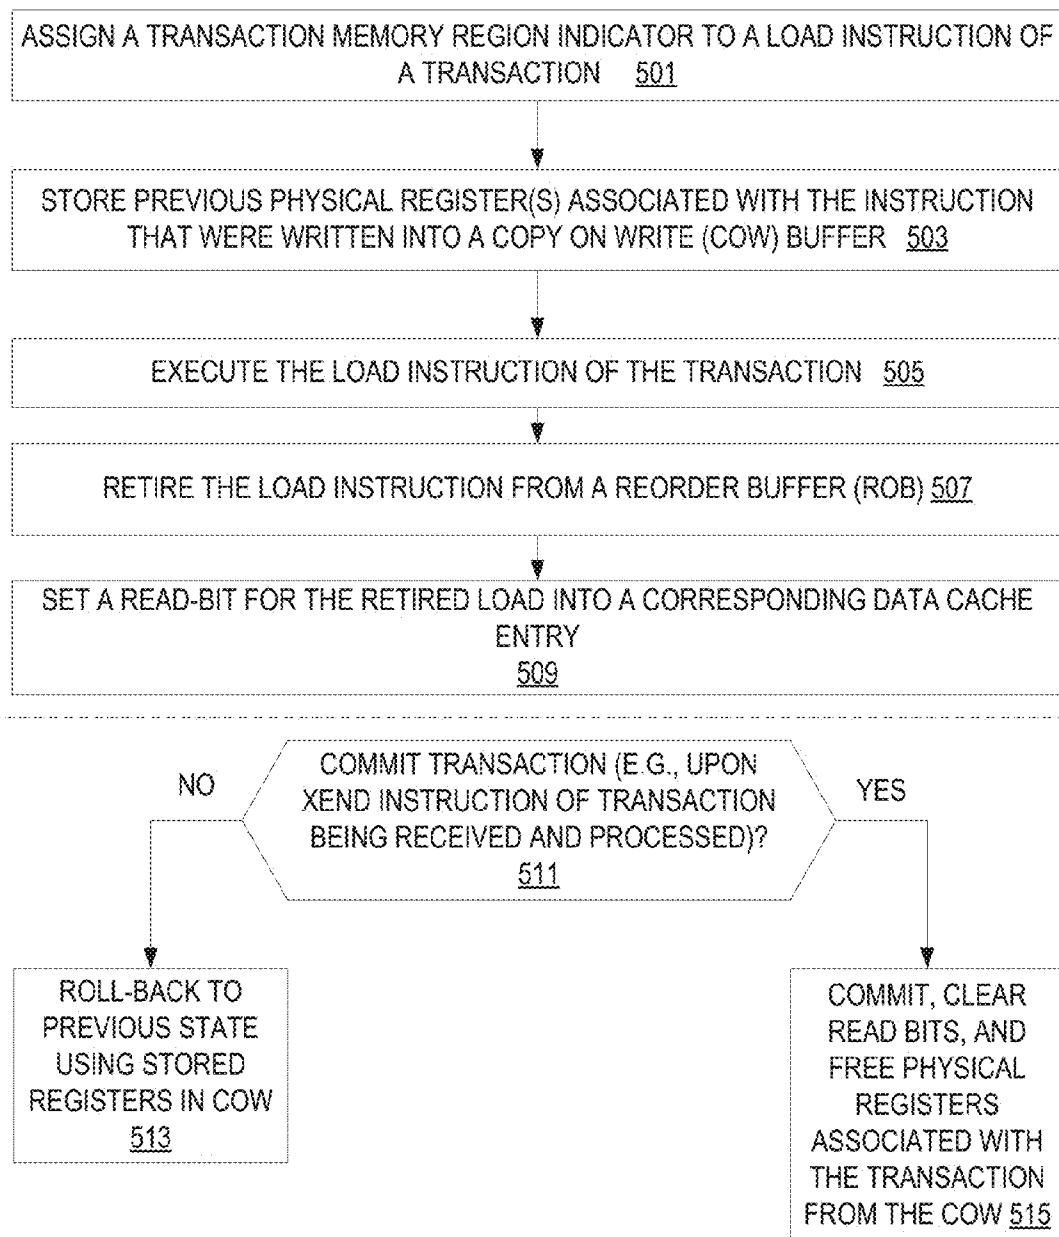 ASSIGN A TRANSACTION MEMORY REGION INDICATOR TO A LOAD INSTRUCTION OF
A TRANSACTION 501
STORE PREVIOUS PHYSICAL REGISTER(S) ASSOCIATED WITH THE INSTRUCTION
THAT WERE WRITTEN INTO A COPY ON WRITE (COW) BUFFER 503
EXECUTE THE LOAD INSTRUCTION OF THE TRANSACTION 505
RETIRE THE LOAD INSTRUCTION FROM A REORDER BUFFER (ROB) 507
SET A READ-BIT FOR THE RETIRED LOAD INTO A CORRESPONDING DATA CACHE
ENTRY
509
COMMIT TRANSACTION (E.G., UPON
XEND INSTRUCTION OF TRANSACTION
BEING RECEIVED AND PROCESSED)?
511
NO
YES
ROLL-BACK TO
PREVIOUS STATE
USING STORED
REGISTERS IN COW
513
COMMIT, CLEAR
READ BITS, AND
FREE PHYSICAL
REGISTERS
ASSOCIATED WITH
THE TRANSACTION
FROM THE COW 515